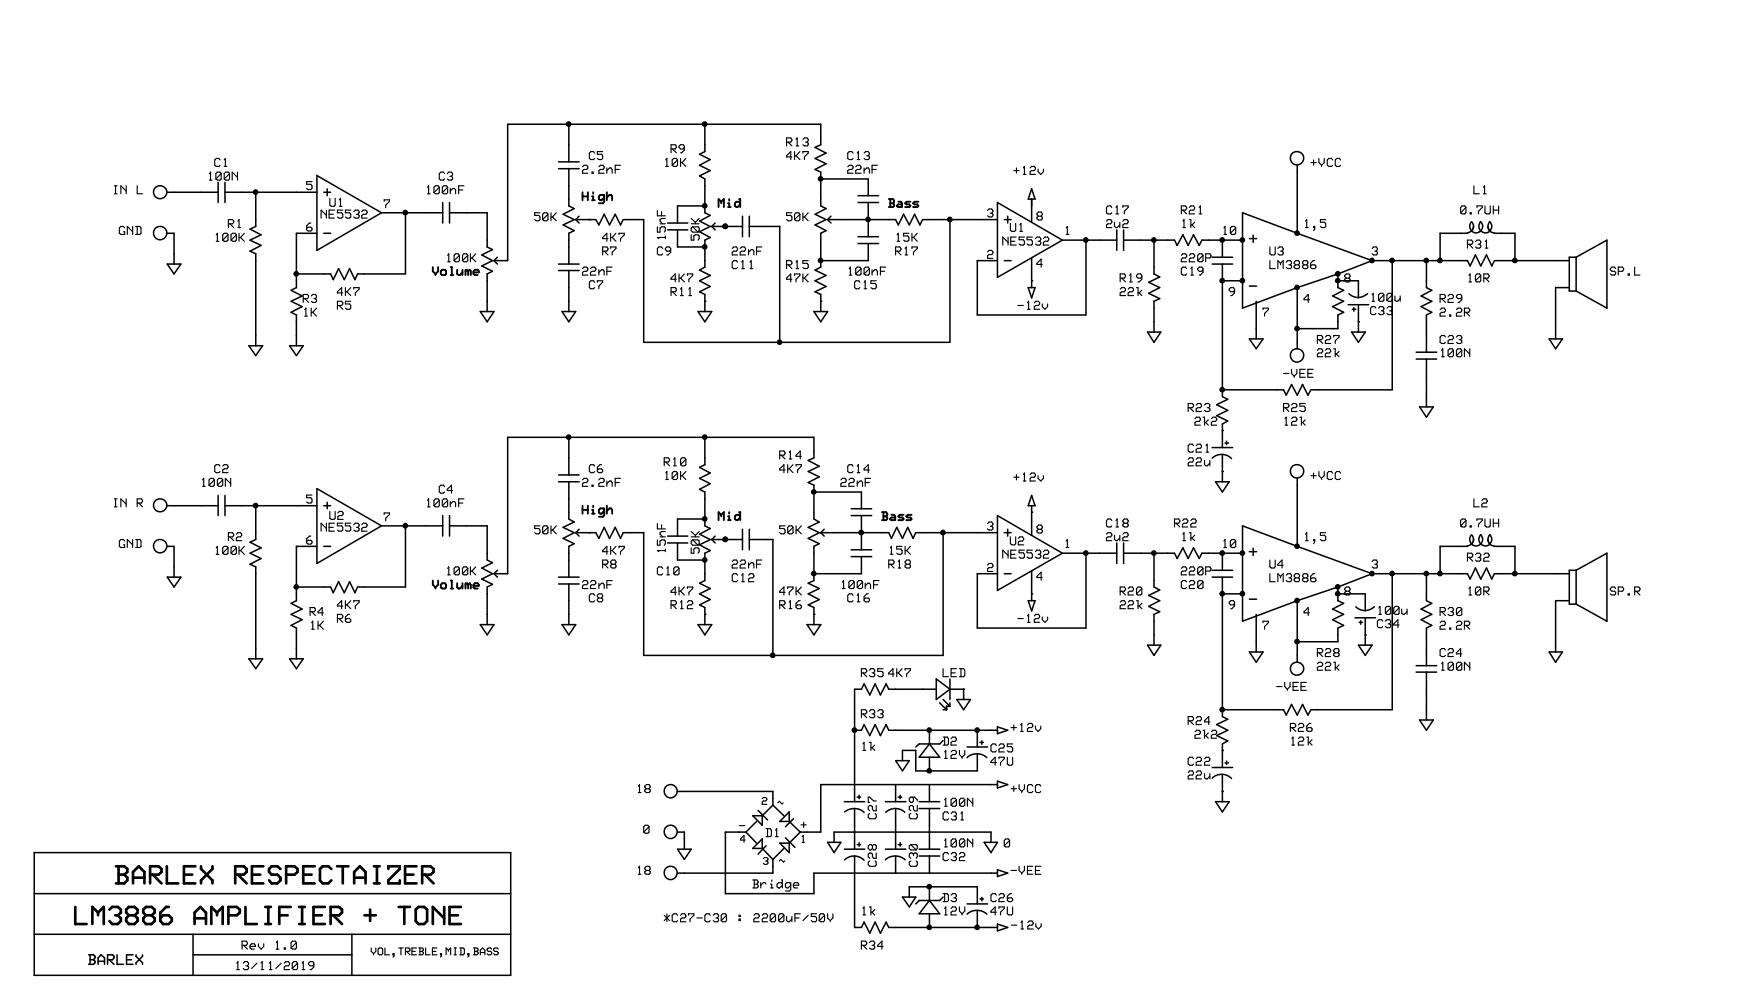 IN L
GND
C1
100N
R1
100K
5
6
7
+
−
U1
NE5532
R3
1K
4K7
R5
C3
100nF
100K
Volume
C5
2.2nF
High
50K
4K7
R7
22nF
C7
R9
10K
Mid
15nF
C9
50K
22nF
C11
4K7
R11
R13
4K7
C13
22nF
50K
Bass
15K
R17
R15
47K
100nF
C15
+12v
3
2
8
1
4
+
−
U1
NE5532
-12v
C17
2u2
R19
22k
R21
1k
220P
C19
10
9
+
−
U3
LM3886
+VCC
1,5
3
8
4
7
100u
C33
R27
22k
-VEE
R23
2k2
R25
12k
C21
+
22u
R29
2.2R
C23
100N
L1
0.7UH
R31
10R
SP.L
IN R
GND
C2
100N
R2
100K
5
6
7
+
−
U2
NE5532
R4
1K
4K7
R6
C4
100nF
100K
Volume
C6
2.2nF
High
50K
4K7
R8
22nF
C8
R10
10K
Mid
15nF
C10
50K
22nF
C12
4K7
R12
R14
4K7
C14
22nF
50K
Bass
15K
R18
47K
R16
100nF
C16
+12v
3
2
8
1
4
+
−
U2
NE5532
-12v
C18
2u2
R20
22k
R22
1k
220P
C20
10
9
+
−
U4
LM3886
+VCC
1,5
3
8
4
7
100u
C34
R28
22k
-VEE
R24
2k2
R26
12k
C22
+
22u
R30
2.2R
C24
100N
L2
0.7UH
R32
10R
SP.R
R35 4K7
LED
R33
1k
D2
12V
C25
47U
+12v
18
0
18
2
~
−
4
D1
+
1
3
~
Bridge
C27
C29
100N
C31
+VCC
C28
C30
100N
C32
0
-VEE
D3
12V
C26
47U
1k
R34
-12v
*C27-C30 : 2200uF/50V
BARLEX RESPECTAIZER
LM3886 AMPLIFIER + TONE
BARLEX
Rev 1.0
13/11/2019
VOL,TREBLE,MID,BASS